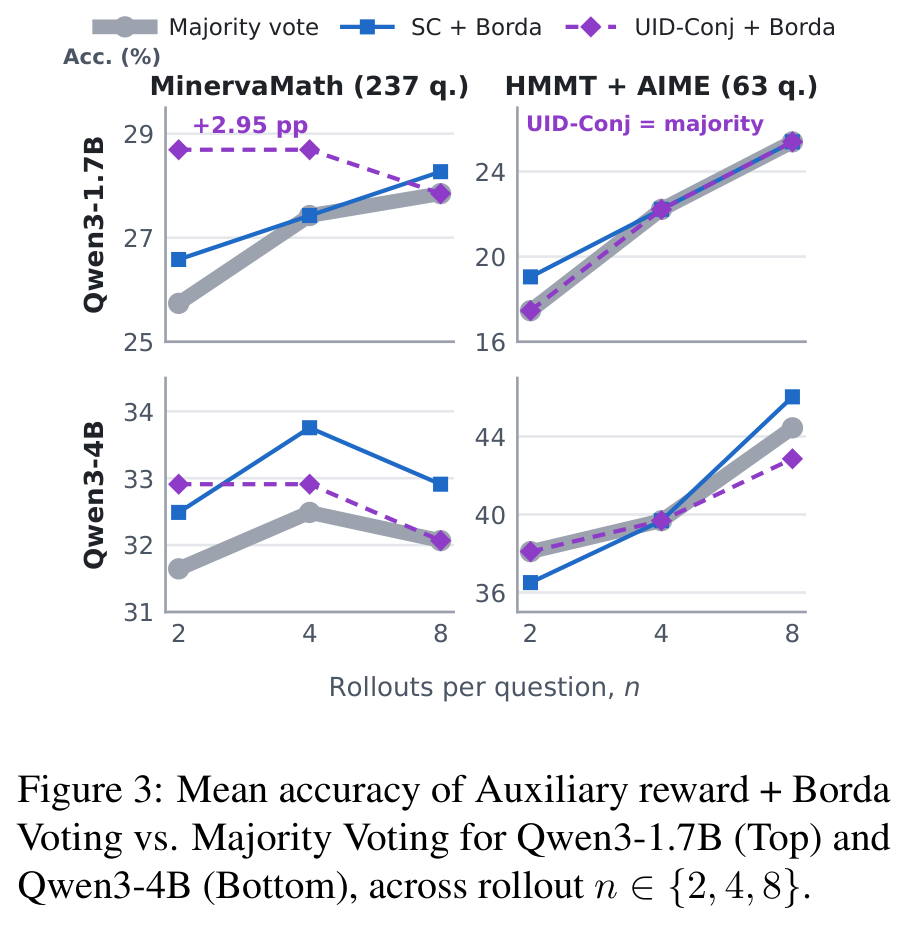 Majority vote SC + Borda UID-Conj + Borda
Acc. (%)
MinervaMath (237 q.) HMMT + AIME (63 q.)
Qwen3-1.7B
29
27
25
+2.95 pp
24
20
16
UID-Conj = majority
Qwen3-4B
34
33
32
31
2 4 8
44
40
36
2 4 8
Rollouts per question, n
Figure 3: Mean accuracy of Auxiliary reward + Borda
Voting vs. Majority Voting for Qwen3-1.7B (Top) and
Qwen3-4B (Bottom), across rollout n ∈ {2, 4, 8}.